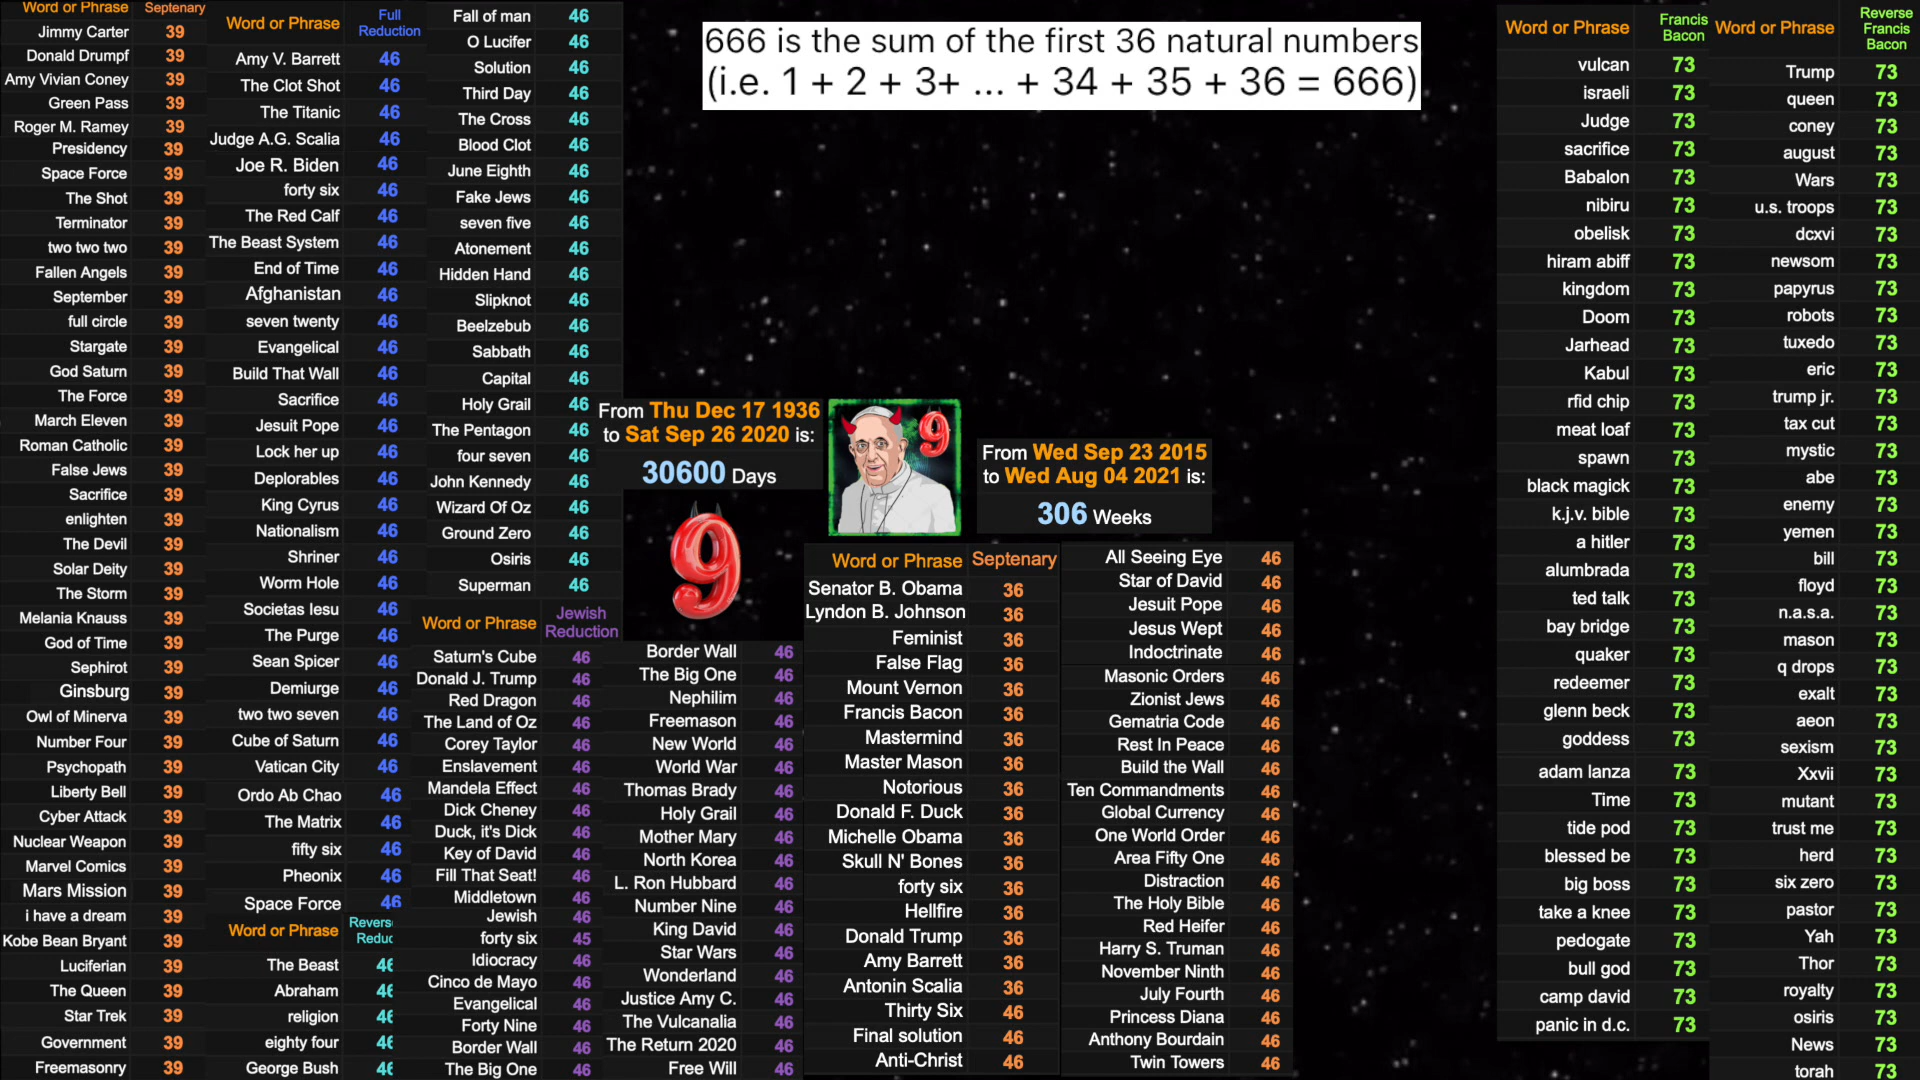 Word or Phrase Septenary
Jimmy Carter 39
Donald Drumpf 39
Amy Vivian Coney 39
Green Pass 39
Roger M. Ramey 39
Presidency 39
Space Force 39
The Shot 39
Terminator 39
two two two 39
Fallen Angels 39
September 39
full circle 39
Stargate 39
God Saturn 39
The Force 39
March Eleven 39
Roman Catholic 39
False Jews 39
Sacrifice 39
enlighten 39
The Devil 39
Solar Deity 39
The Storm 39
Melania Knauss 39
God of Time 39
Sephirot 39
Ginsburg 39
Owl of Minerva 39
Number Four 39
Psychopath 39
Liberty Bell 39
Cyber Attack 39
Nuclear Weapon 39
Marvel Comics 39
Mars Mission 39
i have a dream 39
Kobe Bean Bryant 39
Luciferian 39
The Queen 39
Star Trek 39
Government 39
Freemasonry 39
Word or Phrase Full Reduction
Amy V. Barrett 46
The Clot Shot 46
The Titanic 46
Judge A.G. Scalia 46
Joe R. Biden 46
forty six 46
The Red Calf 46
The Beast System 46
End of Time 46
Afghanistan 46
seven twenty 46
Evangelical 46
Build That Wall 46
Sacrifice 46
Jesuit Pope 46
Lock her up 46
Deplorables 46
King Cyrus 46
Nationalism 46
Shriner 46
Worm Hole 46
Societas Iesu 46
The Purge 46
Sean Spicer 46
Demiurge 46
two two seven 46
Cube of Saturn 46
Vatican City 46
Ordo Ab Chao 46
The Matrix 46
fifty six 46
Pheonix 46
Space Force 46
Word or Phrase Revers Reduc
The Beast 46
Abraham 46
religion 46
eighty four 46
George Bush 46
Fall of man 46
O Lucifer 46
Solution 46
Third Day 46
The Cross 46
Blood Clot 46
June Eighth 46
Fake Jews 46
seven five 46
Atonement 46
Hidden Hand 46
Slipknot 46
Beelzebub 46
Sabbath 46
Capital 46
Holy Grail 46
The Pentagon 46
four seven 46
John Kennedy 46
Wizard Of Oz 46
Ground Zero 46
Osiris 46
Superman 46
Word or Phrase Jewish Reduction
Saturn's Cube 46
Donald J. Trump 46
Red Dragon 46
The Land of Oz 46
Corey Taylor 46
Enslavement 46
Mandela Effect 46
Dick Cheney 46
Duck, it's Dick 46
Key of David 46
Fill That Seat! 46
Middletown 46
Jewish 46
forty six 45
Idiocracy 46
Cinco de Mayo 46
Evangelical 46
Forty Nine 46
Border Wall 46
The Big One 46
Border Wall 46
The Big One 46
Nephilim 46
Freemason 46
New World 46
World War 46
Thomas Brady 46
Holy Grail 46
Mother Mary 46
North Korea 46
L. Ron Hubbard 46
Number Nine 46
King David 46
Star Wars 46
Wonderland 46
Justice Amy C. 46
The Vulcanalia 46
The Return 2020 46
Free Will 46
666 is the sum of the first 36 natural numbers
(i.e. 1 + 2 + 3+ ... + 34 + 35 + 36 = 666)
From Thu Dec 17 1936
to Sat Sep 26 2020 is:
30600 Days
9
9
From Wed Sep 23 2015
to Wed Aug 04 2021 is:
306 Weeks
Word or Phrase Septenary
Senator B. Obama 36
Lyndon B. Johnson 36
Feminist 36
False Flag 36
Mount Vernon 36
Francis Bacon 36
Mastermind 36
Master Mason 36
Notorious 36
Donald F. Duck 36
Michelle Obama 36
Skull N' Bones 36
forty six 36
Hellfire 36
Donald Trump 36
Amy Barrett 36
Antonin Scalia 36
Thirty Six 36
Final solution 46
Anti-Christ 46
All Seeing Eye 46
Star of David 46
Jesuit Pope 46
Jesus Wept 46
Indoctrinate 46
Masonic Orders 46
Zionist Jews 46
Gematria Code 46
Rest In Peace 46
Build the Wall 46
Ten Commandments 46
Global Currency 46
One World Order 46
Area Fifty One 46
Distraction 46
The Holy Bible 46
Red Heifer 46
Harry S. Truman 46
November Ninth 46
July Fourth 46
Princess Diana 46
Anthony Bourdain 46
Twin Towers 46
Word or Phrase Francis Bacon
vulcan 73
israeli 73
Judge 73
sacrifice 73
Babalon 73
nibiru 73
obelisk 73
hiram abiff 73
kingdom 73
Doom 73
Jarhead 73
Kabul 73
rfid chip 73
meat loaf 73
spawn 73
black magick 73
k.j.v. bible 73
a hitler 73
alumbrada 73
ted talk 73
bay bridge 73
quaker 73
redeemer 73
glenn beck 73
goddess 73
adam lanza 73
Time 73
tide pod 73
blessed be 73
big boss 73
take a knee 73
pedogate 73
bull god 73
camp david 73
panic in d.c. 73
Word or Phrase Reverse Francis Bacon
Trump 73
queen 73
coney 73
august 73
Wars 73
u.s. troops 73
dcxvi 73
newsom 73
papyrus 73
robots 73
tuxedo 73
eric 73
trump jr. 73
tax cut 73
mystic 73
abe 73
enemy 73
yemen 73
bill 73
floyd 73
n.a.s.a. 73
mason 73
q drops 73
exalt 73
aeon 73
sexism 73
Xxvii 73
mutant 73
trust me 73
herd 73
six zero 73
pastor 73
Yah 73
Thor 73
royalty 73
osiris 73
News 73
torah 73